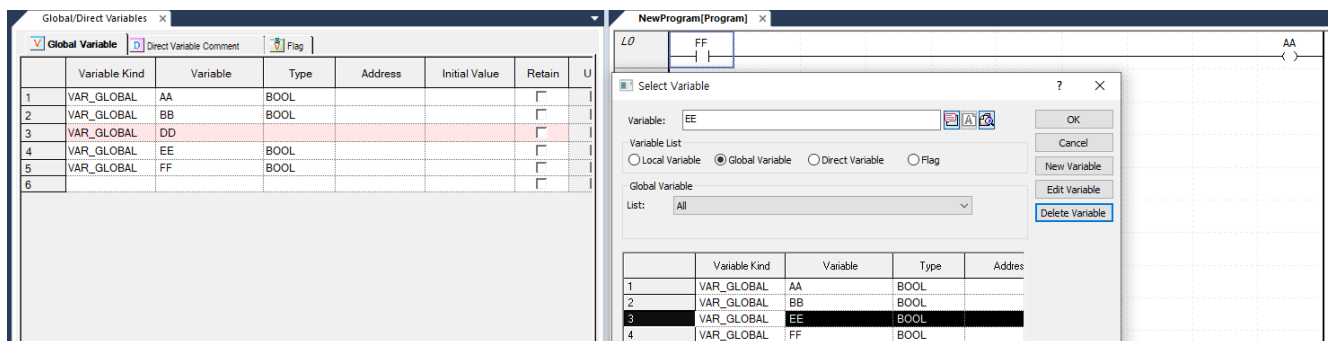 Global/Direct Variables ×
Global Variable D Direct Variable Comment Flag
Variable Kind Variable Type Address Initial Value Retain U
1 VAR_GLOBAL AA BOOL
2 VAR_GLOBAL BB BOOL
3 VAR_GLOBAL DD
4 VAR_GLOBAL EE BOOL
5 VAR_GLOBAL FF BOOL
6
NewProgram[Program] ×
L0 FF AA
Select Variable ? ×
Variable: EE A OK
Variable List Cancel
Local Variable Global Variable Direct Variable Flag New Variable
Global Variable Edit Variable
List: All Delete Variable
Variable Kind Variable Type Addres
1 VAR_GLOBAL AA BOOL
2 VAR_GLOBAL BB BOOL
3 VAR_GLOBAL EE BOOL
4 VAR_GLOBAL FF BOOL